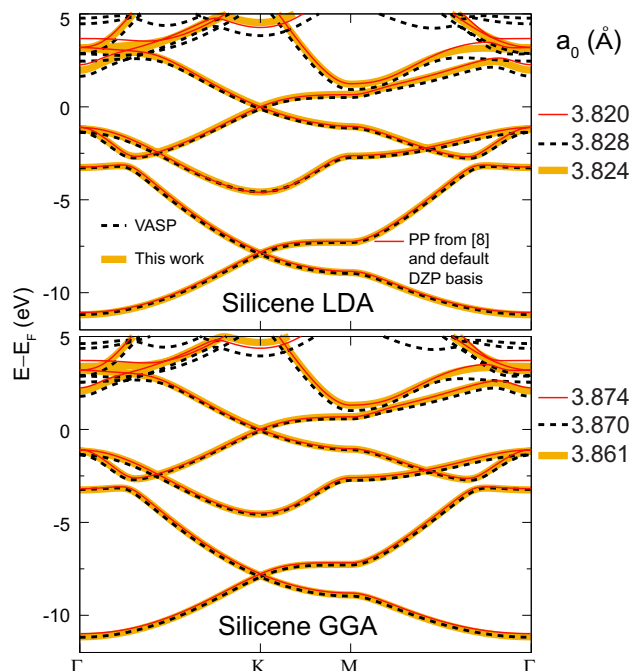 a₀ (Å)
5
0
-5
-10
3.820
3.828
3.824
VASP
This work
PP from [8]
and default
DZP basis
Silicene LDA
E−E_F (eV)
5
0
-5
-10
3.874
3.870
3.861
Silicene GGA
Γ K M Γ